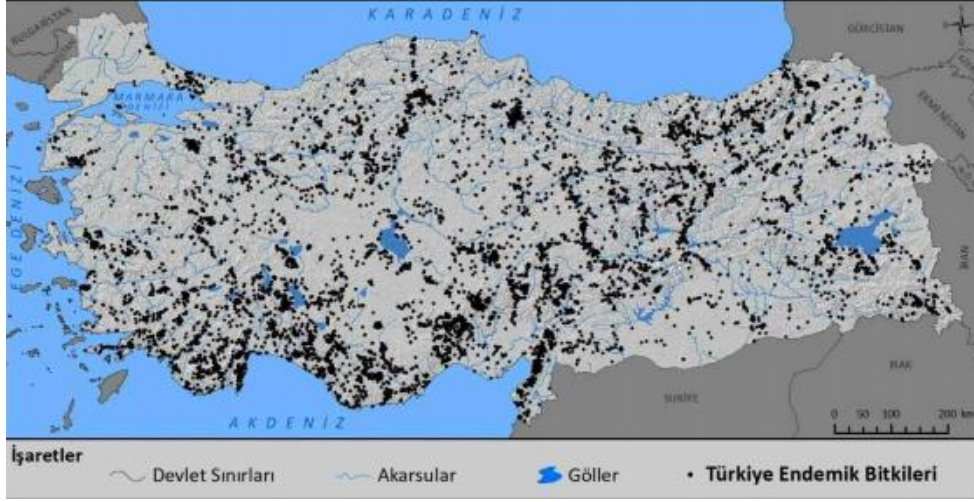 KARADENİZ
BULGARİSTAN
GÜRCİSTAN
MARMARA
DENİZİ
ERMENİSTAN
EGE DENİZİ
İRAN
IRAK
SURİYE
AKDENİZ
0 50 100 200 km
İşaretler
Devlet Sınırları
Akarsular
Göller
Türkiye Endemik Bitkileri